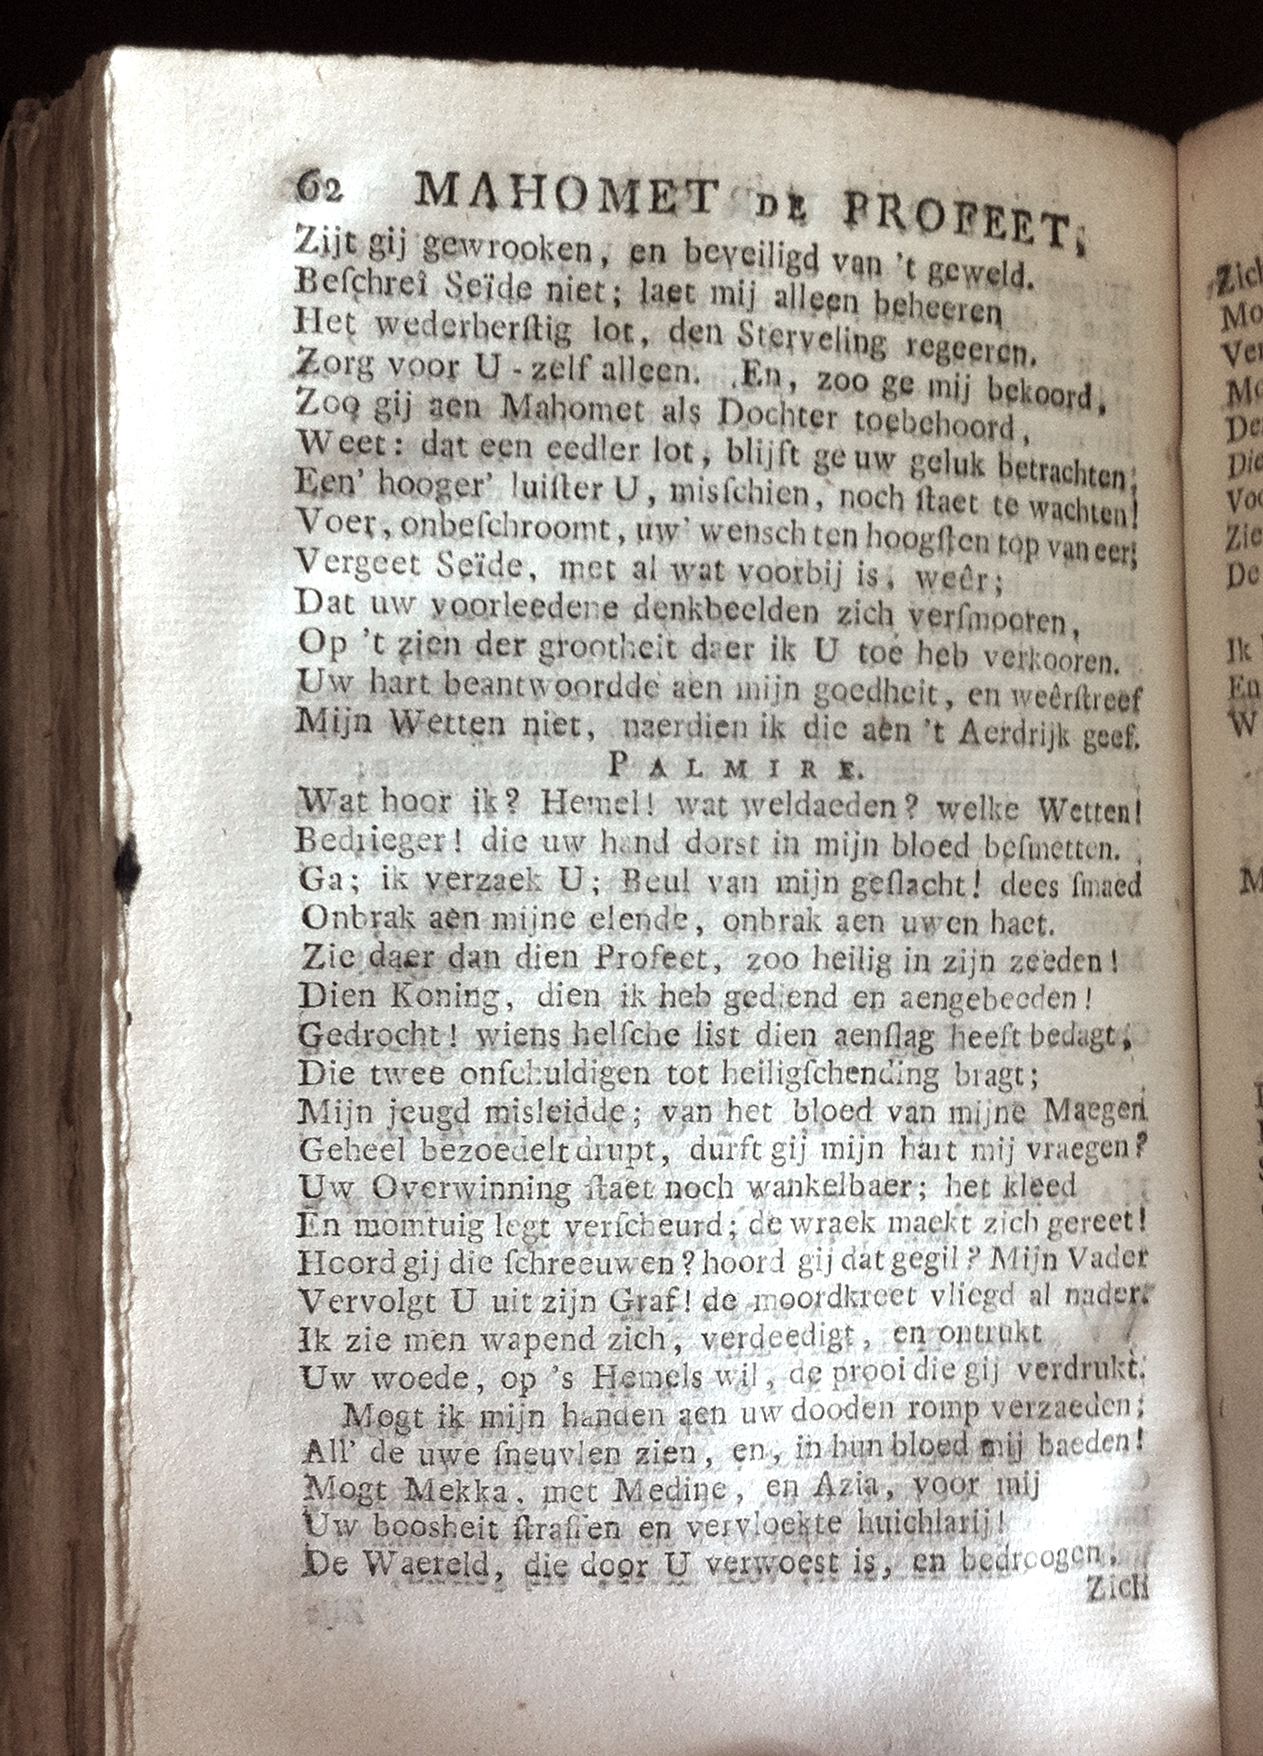 62 MAHOMET DE PROFEET,
Zijt gij gewrooken, en beveiligd van 't geweld.
Beſchrei Seïde niet; laet mij alleen beheeren
Het wederberſtig lot, den Sterveling regeeren.
Zorg voor U-zelf alleen. En, zoo ge mij bekoord,
Zoo gij aen Mahomet als Dochter toebehoord,
Weet: dat een eedler lot, blijft ge uw geluk betrachten,
Een' hooger' luiſter U, misſchien, noch ſtaet te wachten!
Voer, onbeſchroomt, uw' wensch ten hoogſten top van eer;
Vergeet Seïde, met al wat voorbij is, weêr;
Dat uw voorleedene denkbeelden zich verſmooren,
Op 't zien der grootheit daer ik U toe heb verkooren.
Uw hart beantwoordde aen mijn goedheit, en weêrſtreef
Mijn Wetten niet, naerdien ik die aen 't Aerdrijk geef.
PALMIRE.
Wat hoor ik? Hemel! wat weldaeden? welke Wetten!
Bedrieger! die uw hand dorst in mijn bloed beſmetten.
Ga; ik verzaek U; Beul van mijn geſlacht! dees ſmaed
Onbrak aen mijne elende, onbrak aen uwen haet.
Zie daer dan dien Profeet, zoo heilig in zijn zeeden!
Dien Koning, dien ik heb gediend en aengebeeden!
Gedrocht! wiens helſche list dien aenſlag heeft bedagt,
Die twee onſchuldigen tot heiligſchending bragt;
Mijn jeugd misleidde; van het bloed van mijne Maegen
Geheel bezoedelt drupt, durft gij mijn hart mij vraegen?
Uw Overwinning ſtaet noch wankelbaer; het kleed
En momtuig legt verſcheurd; de wraek maekt zich gereet!
Hoord gij die ſchreeuwen? hoord gij dat gegil? Mijn Vader
Vervolgt U uit zijn Graf! de moordkreet vliegd al nader.
Ik zie men wapend zich, verdeedigt, en ontrukt
Uw woede, op 's Hemels wil, de prooi die gij verdrukt.
Mogt ik mijn handen aen uw dooden romp verzaeden;
All' de uwe ſneuvlen zien, en, in hun bloed mij baeden!
Mogt Mekka, met Medine, en Azia, voor mij
Uw boosheit ſtraffen en vervloekte huichlarij!
De Waereld, die door U verwoest is, en bedroogen,
Zich
Zich
Mo
Ver
Mo
De
Die
Voo
Zie
De
Ik
En
W
M